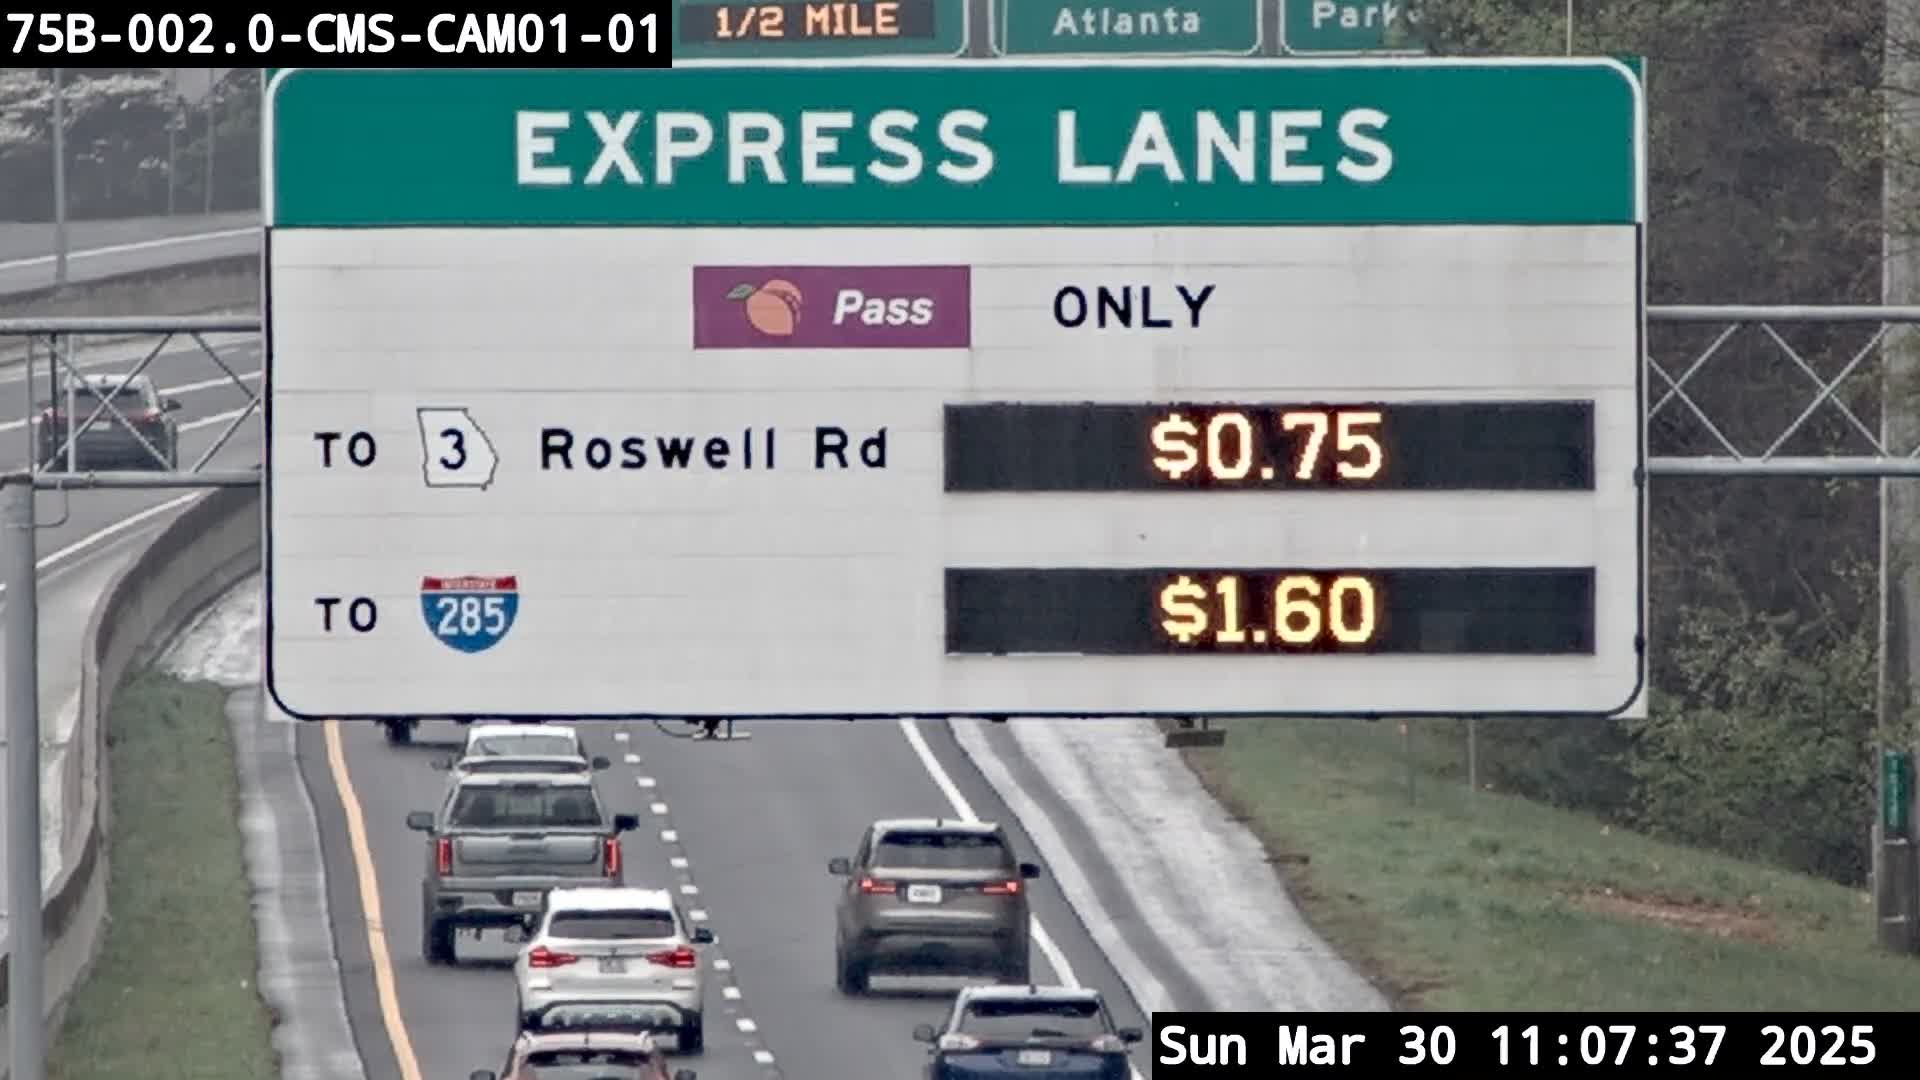 75B-002.0-CMS-CAM01-01
1/2 MILE
Atlanta
EXPRESS LANES
Pass ONLY
TO 3 Roswell Rd $0.75
TO INTERSTATE 285 $1.60
Sun Mar 30 11:07:37 2025